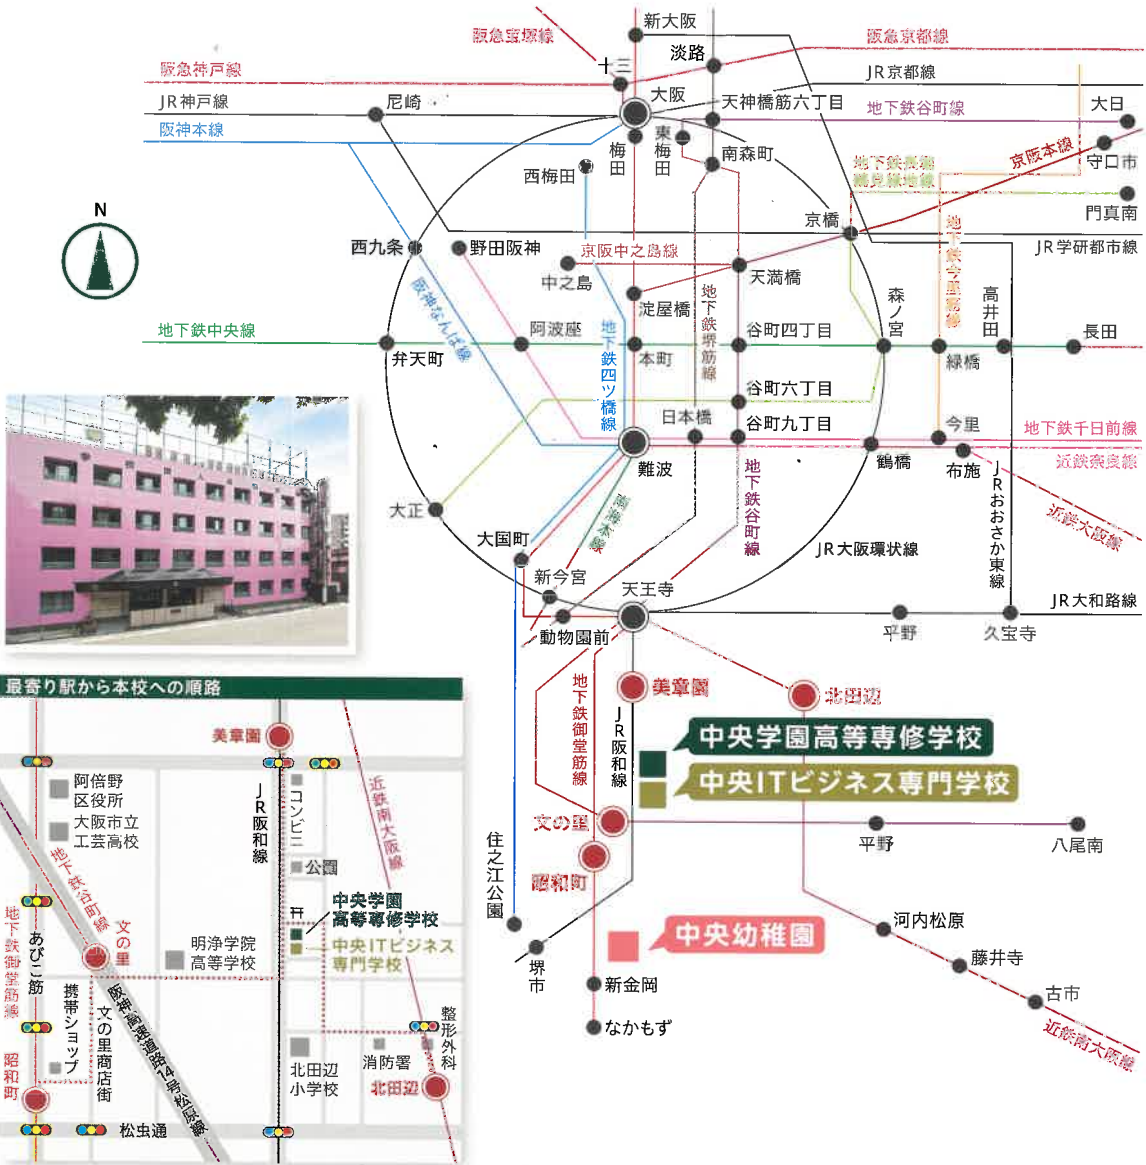 新大阪
阪急宝塚線
阪急京都線
淡路
十三
阪急神戸線
JR京都線
大阪
JR神戸線
尼崎
天神橋筋六丁目
地下鉄谷町線
大日
阪神本線
梅田
東梅田
南森町
京阪本線
守口市
西梅田
地下鉄長堀
鶴見緑地線
門真南
N
京橋
西九条
野田阪神
京阪中之島線
JR学研都市線
地下鉄今里筋線
中之島
天満橋
阪神なんば線
淀屋橋
地下鉄堺筋線
森ノ宮
高井田
地下鉄中央線
阿波座
地下鉄四ツ橋線
本町
谷町四丁目
長田
弁天町
緑橋
谷町六丁目
日本橋
谷町九丁目
今里
地下鉄千日前線
難波
鶴橋
布施
近鉄奈良線
大正
地下鉄谷町線
JRおおさか東線
近鉄大阪線
大国町
JR大阪環状線
新今宮
天王寺
JR大和路線
動物園前
平野
久宝寺
地下鉄御堂筋線
美章園
北田辺
JR阪和線
中央学園高等専修学校
中央ITビジネス専門学校
文の里
平野
八尾南
昭和町
住之江公園
中央幼稚園
河内松原
堺市
藤井寺
新金岡
古市
なかもず
近鉄南大阪線
最寄り駅から本校への順路
美章園
阿倍野
区役所
大阪市立
工芸高校
JR阪和線
コンビニ
近鉄南大阪線
地下鉄谷町線
公園
中央学園
高等専修学校
地下鉄御堂筋線
あびこ筋
文の里
明浄学院
高等学校
中央ITビジネス
専門学校
携帯ショップ
文の里商店街
阪神高速道路14号松原線
整形外科
昭和町
北田辺
小学校
消防署
北田辺
松虫通